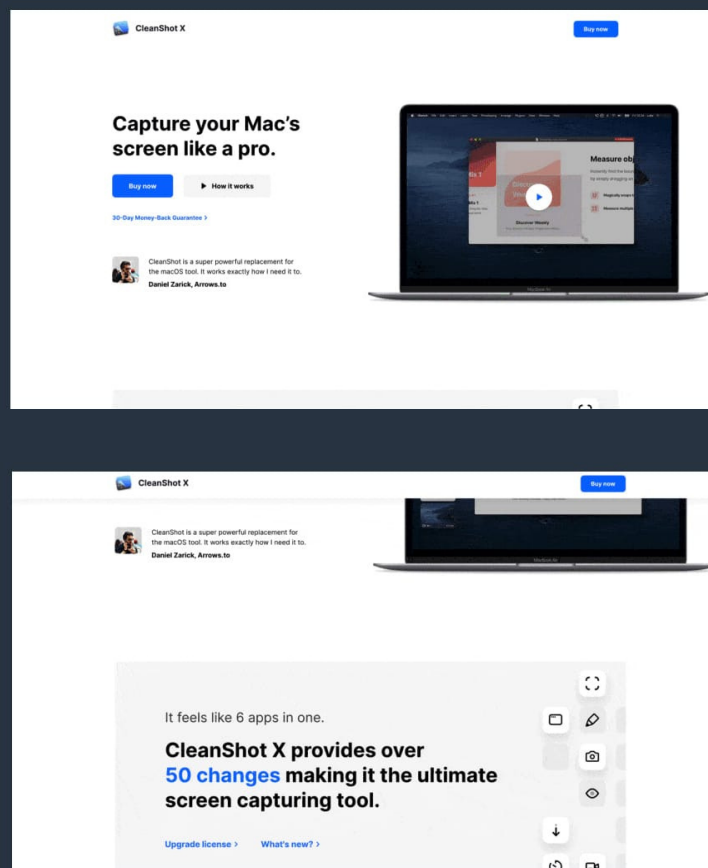 CleanShot X
Buy now
Capture your Mac's
screen like a pro.
Buy now
How it works
30-Day Money-Back Guarantee
CleanShot is a super powerful replacement for
the macOS tool. It works exactly how I need it to.
Daniel Zarick, Arrows.to
Measure obj
Discover Weekly
CleanShot X
Buy now
CleanShot is a super powerful replacement for
the macOS tool. It works exactly how I need it to.
Daniel Zarick, Arrows.to
It feels like 6 apps in one.
CleanShot X provides over
50 changes making it the ultimate
screen capturing tool.
Upgrade license
What's new?